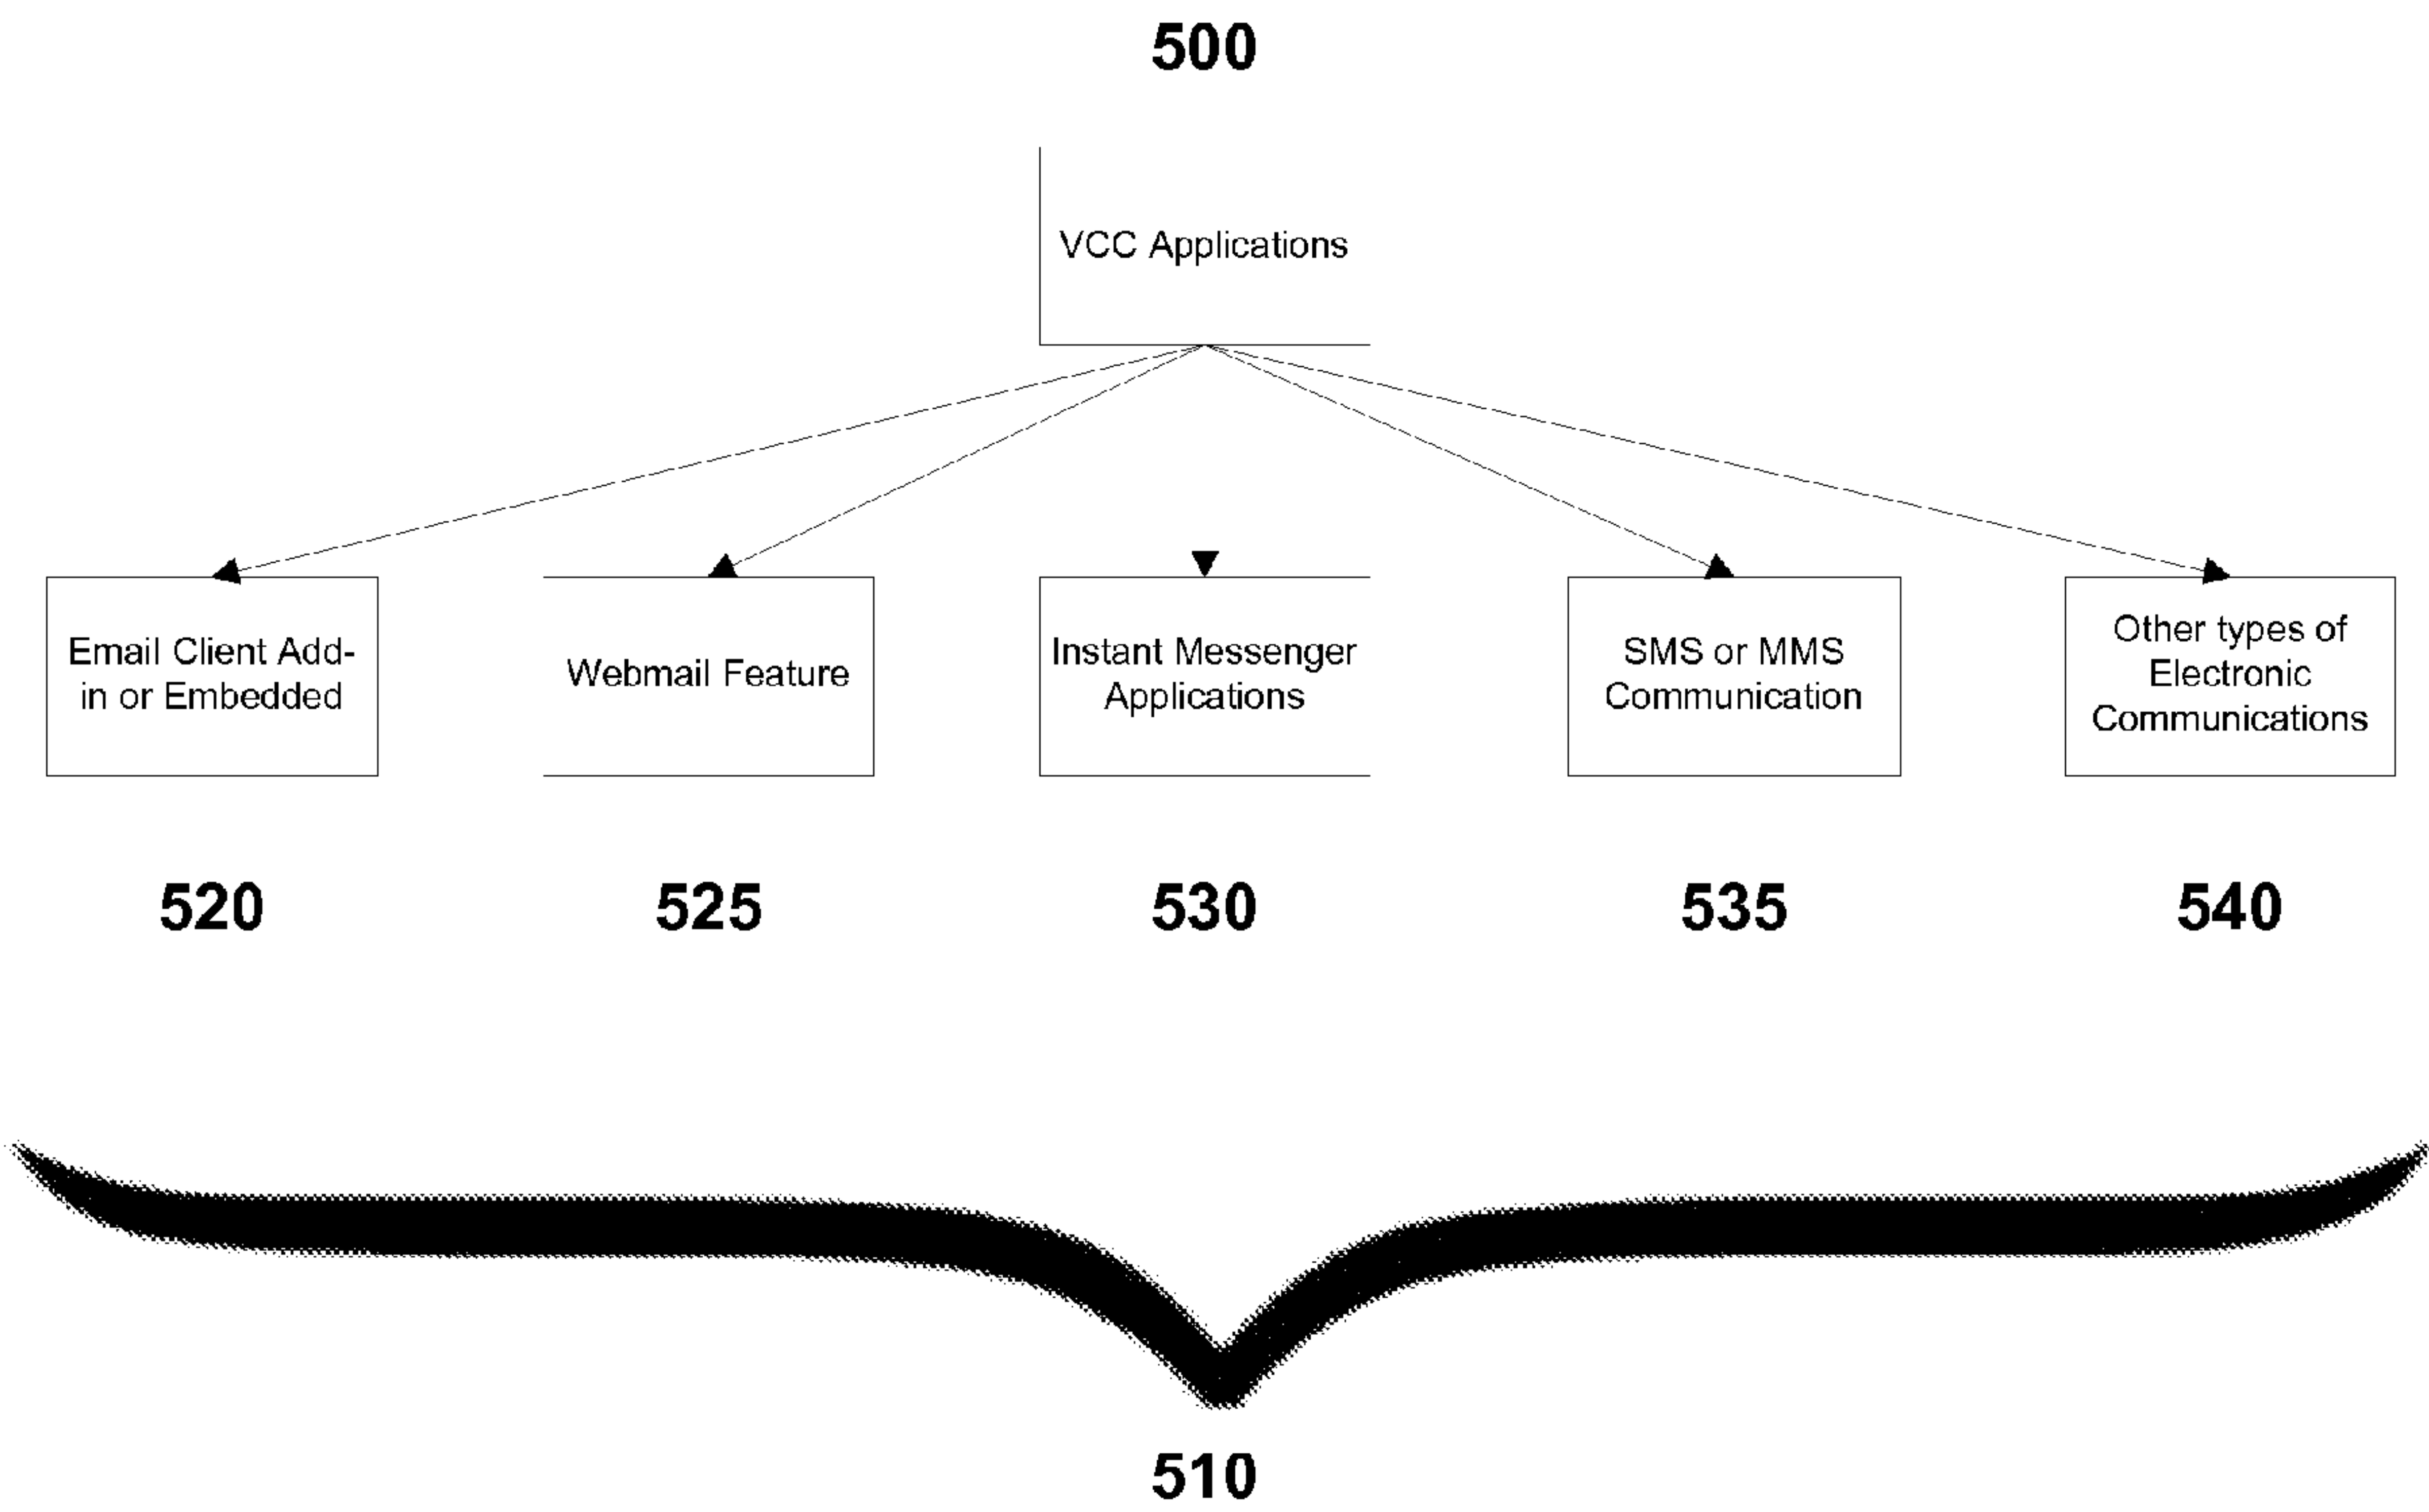 500
VCC Applications
Email Client Add-
in or Embedded
Webmail Feature
Instant Messenger
Applications
SMS or MMS
Communication
Other types of
Electronic
Communications
520
525
530
535
540
510